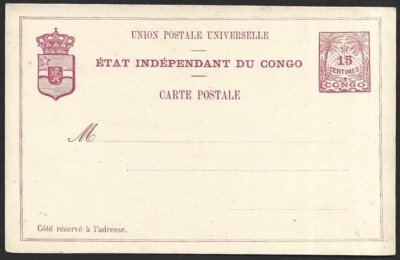 UNION POSTALE UNIVERSELLE
ÉTAT INDÉPENDANT DU CONGO
CARTE POSTALE
15
CENTIMES
CONGO
M
Côté réservé à l'adresse.